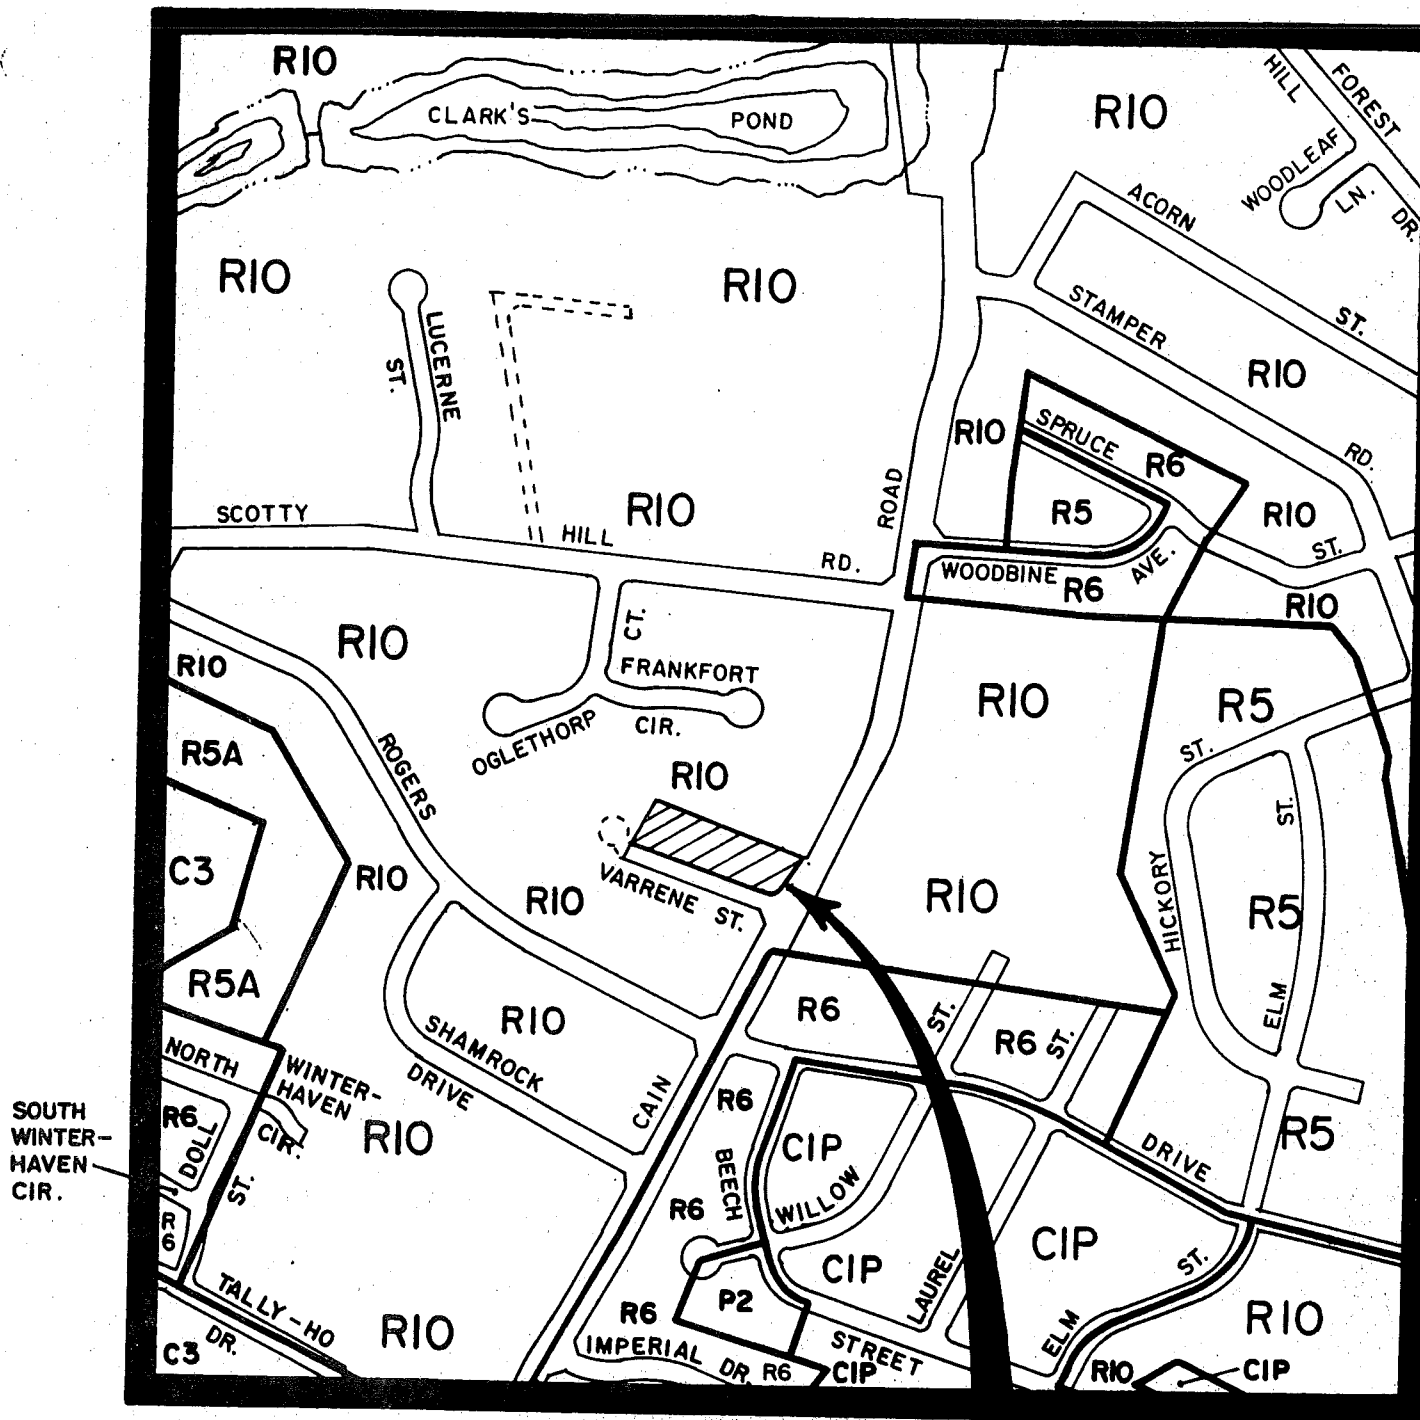 R10
CLARK'S
POND
R10
HILL
FOREST
DR.
WOODLEAF
LN.
ACORN
ST.
R10
R10
STAMPER
RD.
LUCERNE
ST.
R10
R10
SPRUCE
ST.
R6
R10
R5
R10
SCOTTY
HILL
RD.
R10
ROAD
WOODBINE
AVE.
R6
R10
R10
CT.
FRANKFORT
CIR.
OGLETHORP
R10
R10
R5
R5A
ROGERS
R10
ST.
ST.
C3
R10
R10
VARRENE ST.
R10
HICKORY
R5
R5A
R10
SHAMROCK
DRIVE
R6
ST.
R6
ST.
ELM
NORTH
WINTER-
HAVEN
CIR.
SOUTH
WINTER-
HAVEN
CIR.
R6
DOLL
ST.
R10
CAIN
R6
CIP
R5
DRIVE
BEECH
WILLOW
R6
R
6
CIP
CIP
LAUREL
ST.
TALLY-HO
DR.
R10
R6
P2
ELM
R10
C3
IMPERIAL DR.
R6
CIP
STREET
R10
CIP